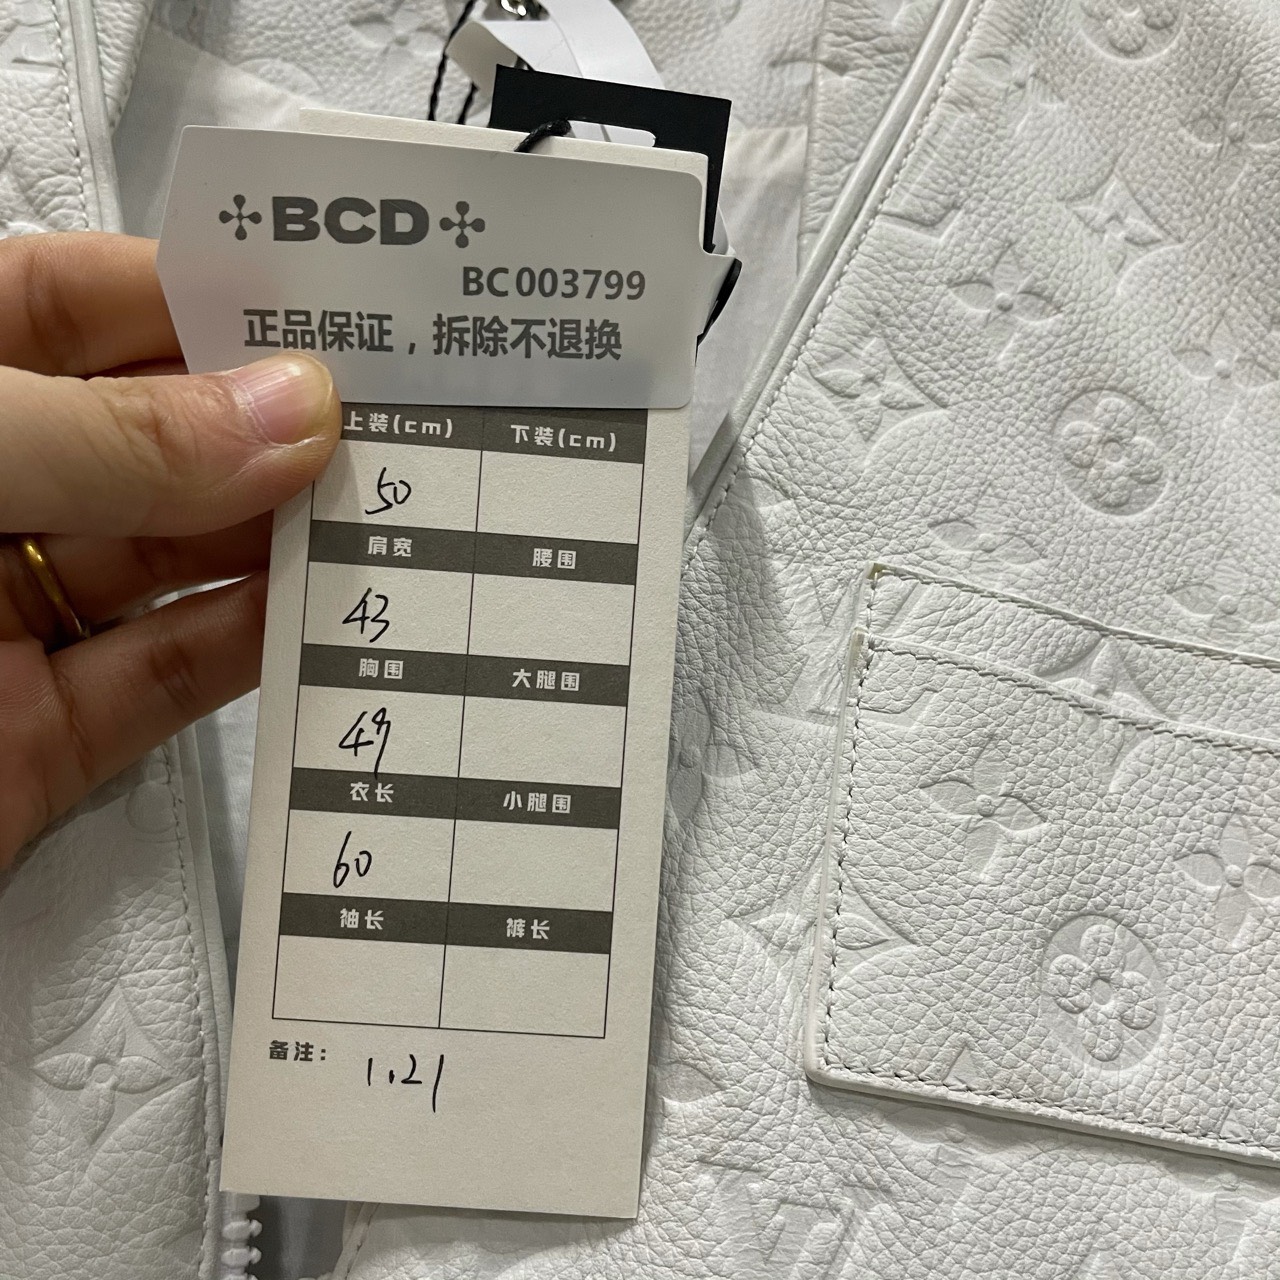 BCD
BC003799
正品保证，拆除不退换
上装(cm) 下装(cm)
50
肩宽 腰围
43
胸围 大腿围
49
衣长 小腿围
60
袖长 裤长
备注：
1.21